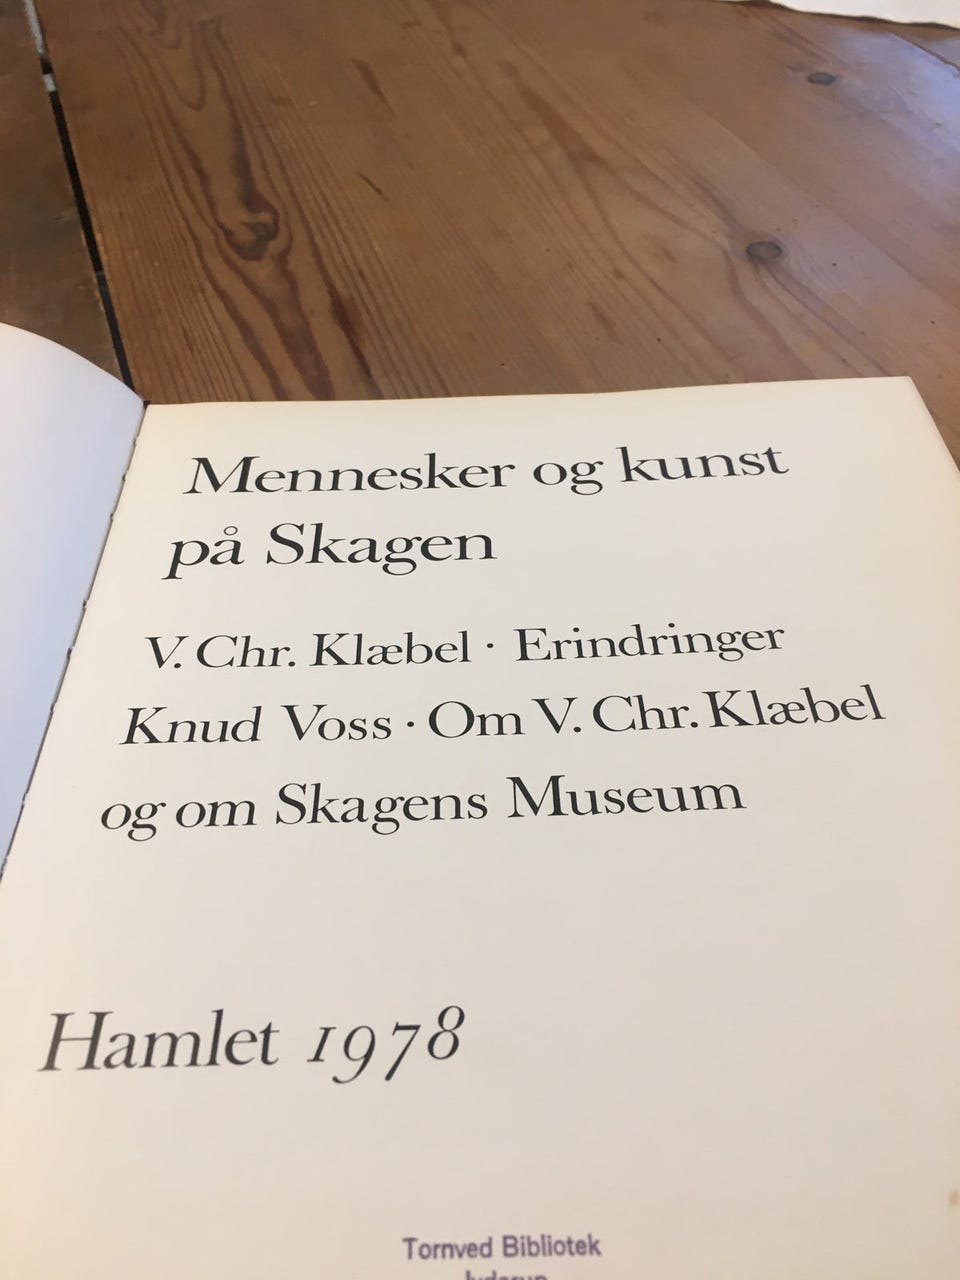 Mennesker og kunst
på Skagen
V. Chr. Klæbel · Erindringer
Knud Voss · Om V. Chr. Klæbel
og om Skagens Museum
Hamlet 1978
Tornved Bibliotek